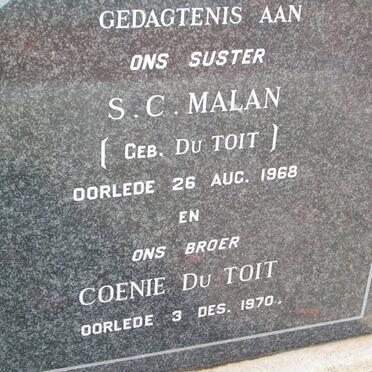 GEDAGTENIS AAN
ONS SUSTER
S. C. MALAN
( GEB. DU TOIT )
OORLEDE 26 AUG. 1968
EN
ONS BROER
COENIE DU TOIT
OORLEDE 3 DES. 1970.